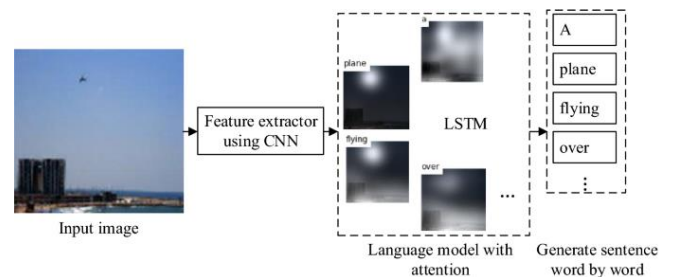 Input image
Feature extractor
using CNN
a
plane
flying
over
LSTM
...
Language model with
attention
A
plane
flying
over
⋮
Generate sentence
word by word